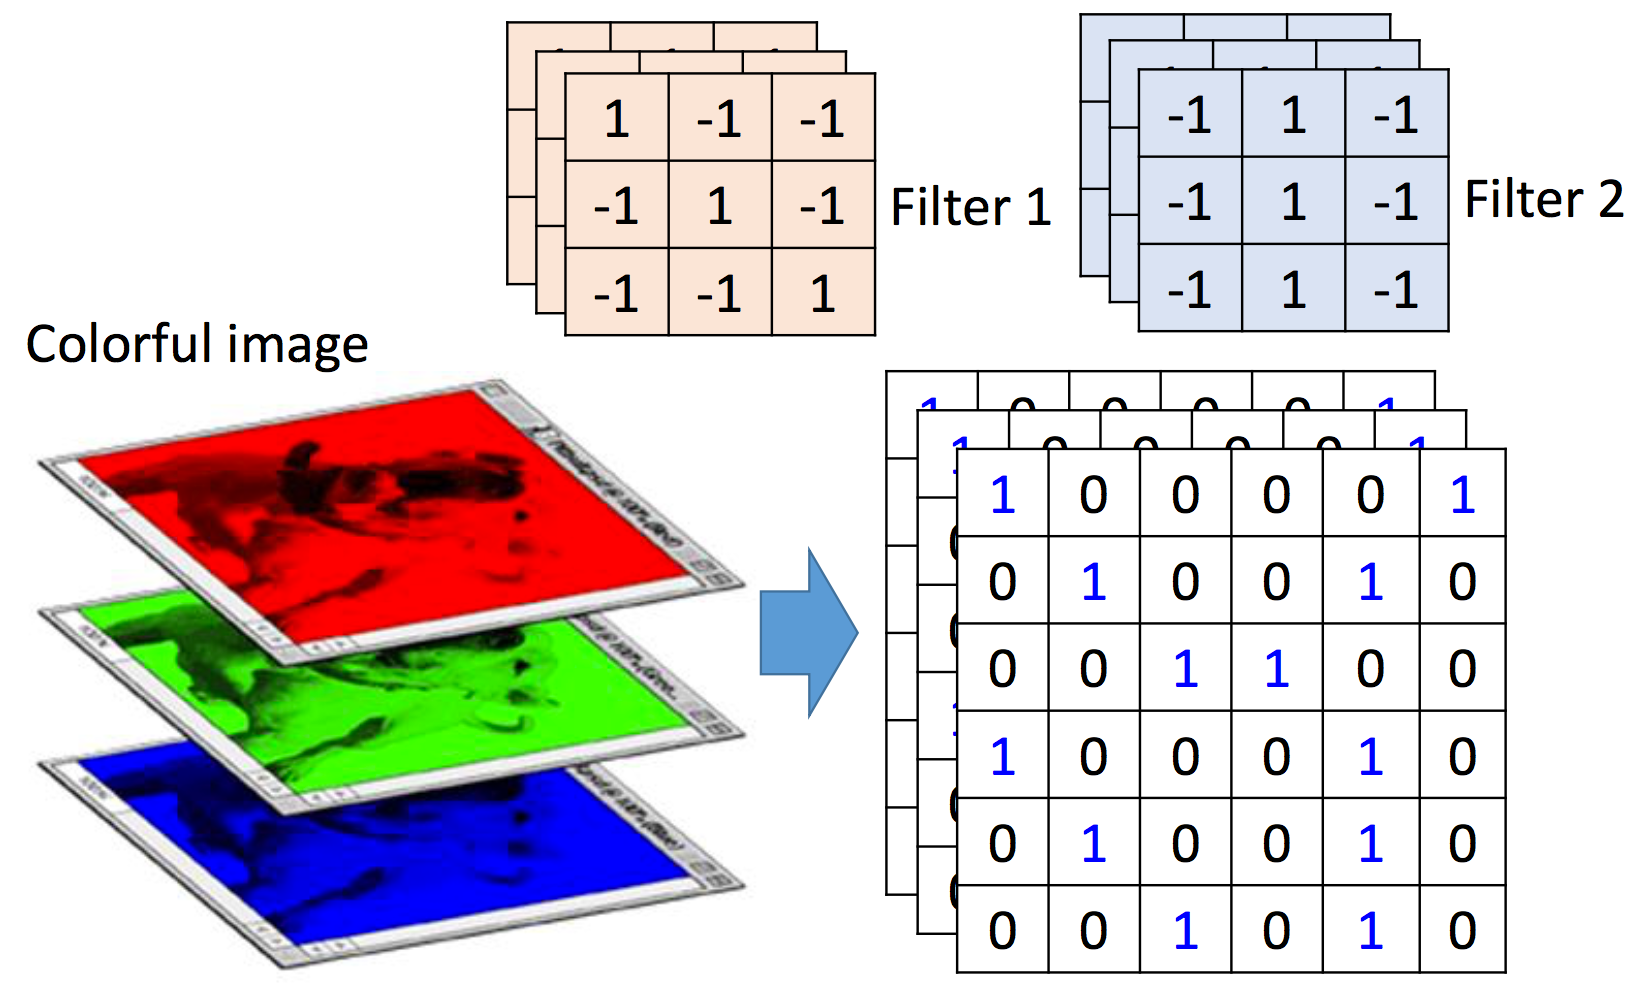 1 -1 -1
-1 1 -1
-1 -1 1
Filter 1
-1 1 -1
-1 1 -1
-1 1 -1
Filter 2
Colorful image
1 0 0 0 0 1
0 1 0 0 1 0
0 0 1 1 0 0
1 0 0 0 1 0
0 1 0 0 1 0
0 0 1 0 1 0